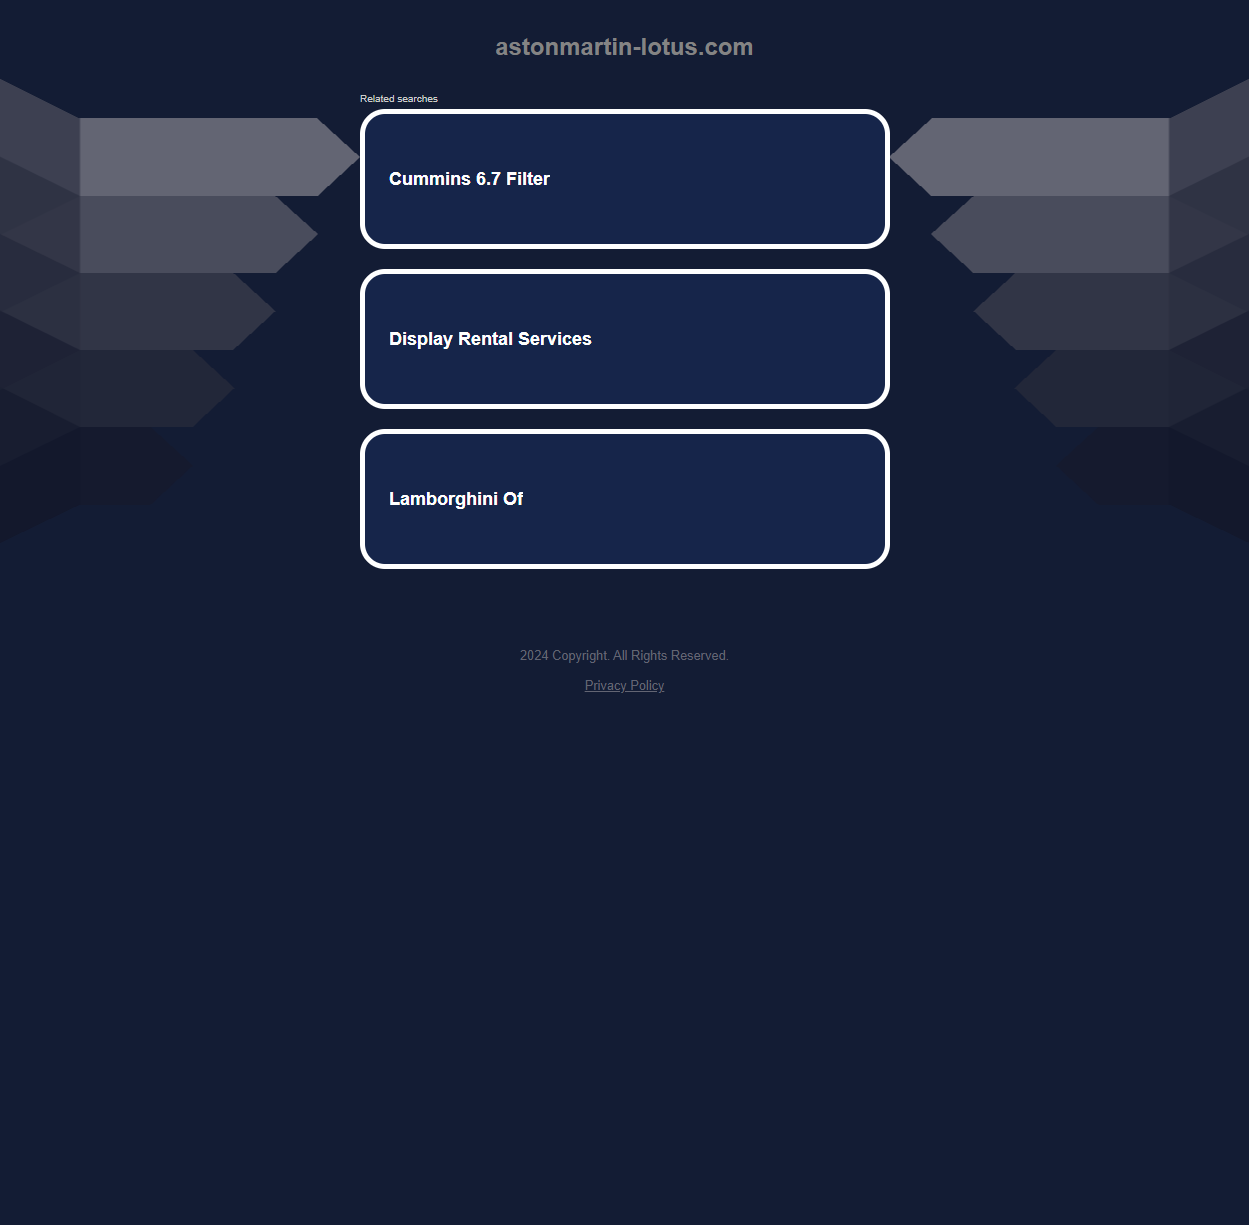 astonmartin-lotus.com
Related searches
Cummins 6.7 Filter
Display Rental Services
Lamborghini Of
2024 Copyright. All Rights Reserved.
Privacy Policy